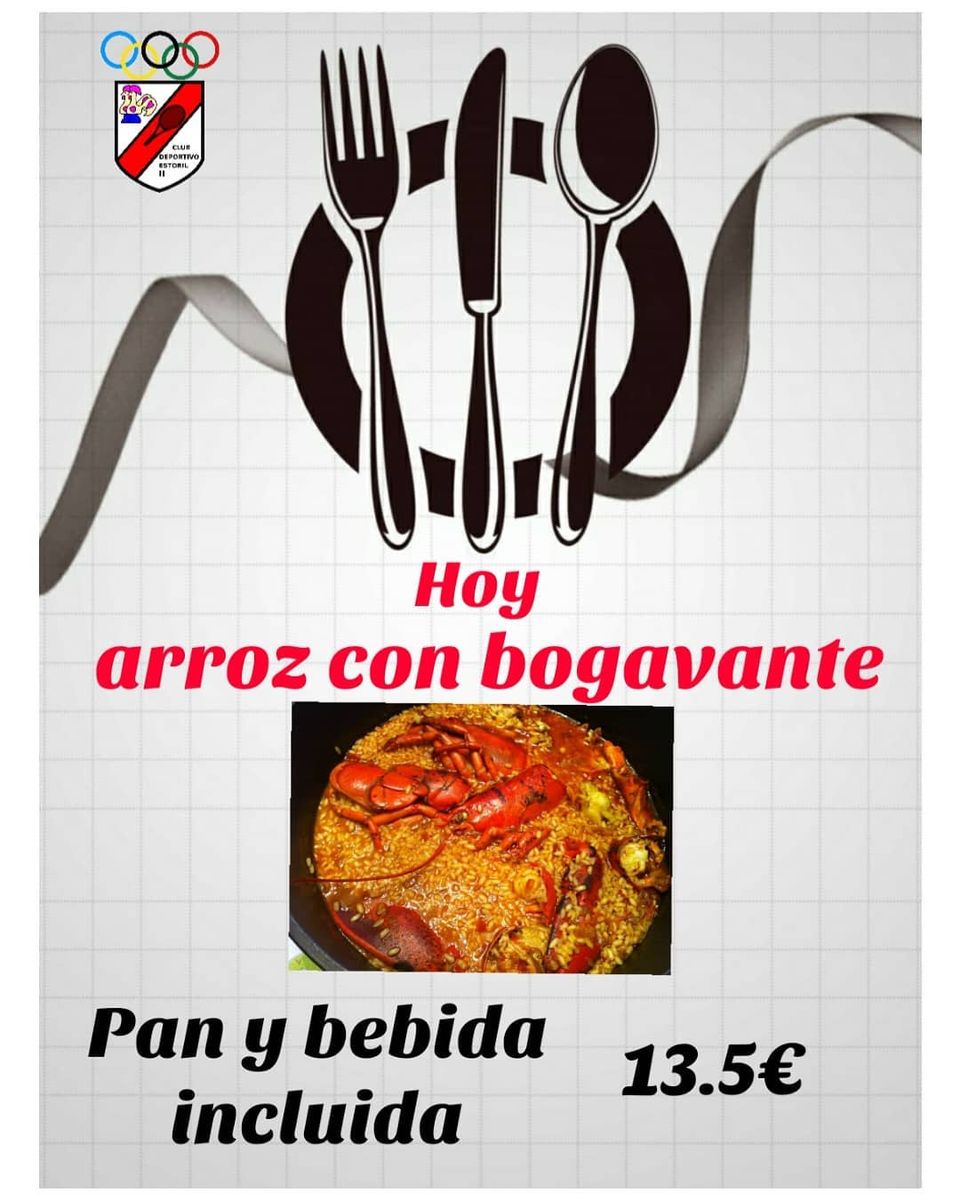 CLUB
DEPORTIVO
ESTORIL
II
Hoy
arroz con bogavante
Pan y bebida
incluida
13.5€